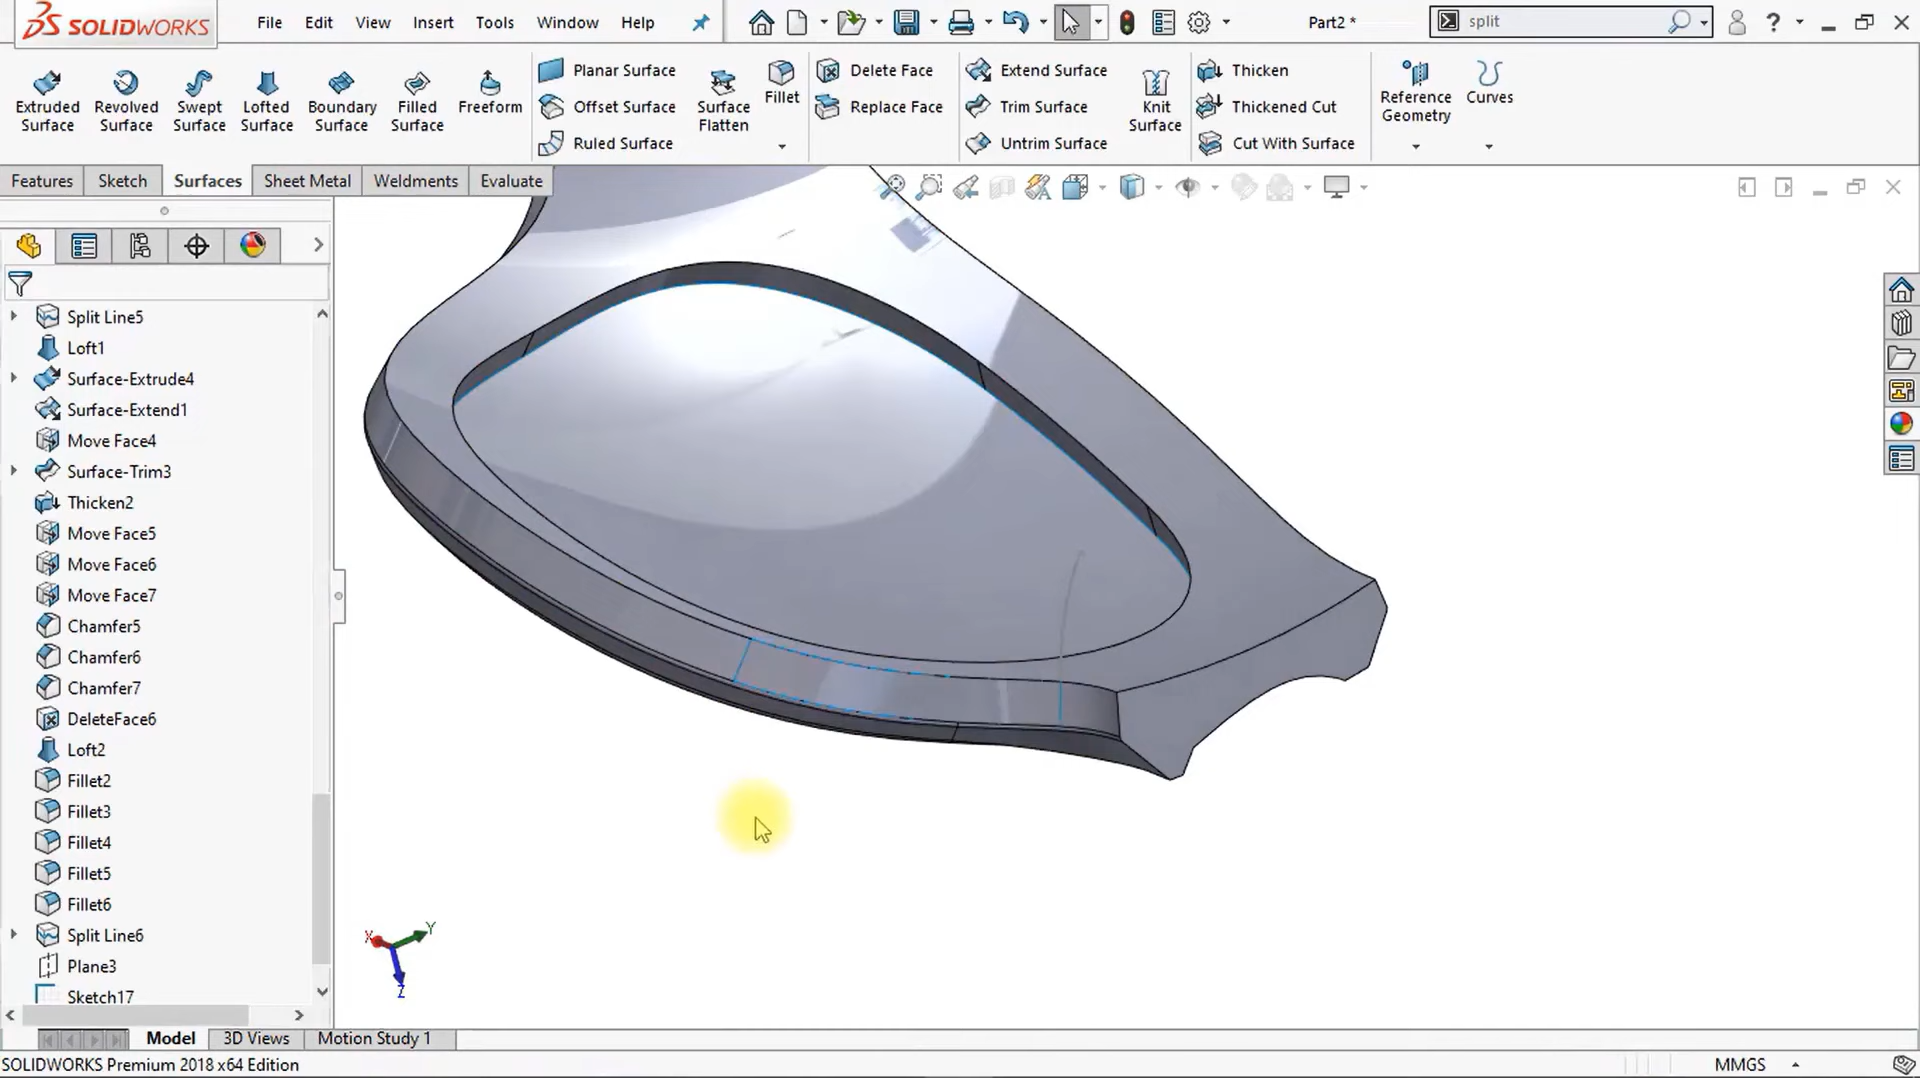 SOLIDWORKS File Edit View Insert Tools Window Help Part2 * split ?
Extruded Surface
Revolved Surface
Swept Surface
Lofted Surface
Boundary Surface
Filled Surface
Freeform
Planar Surface
Offset Surface
Ruled Surface
Surface Flatten
Fillet
Delete Face
Replace Face
Extend Surface
Trim Surface
Untrim Surface
Knit Surface
Thicken
Thickened Cut
Cut With Surface
Reference Geometry
Curves
Features Sketch Surfaces Sheet Metal Weldments Evaluate
Split Line5
Loft1
Surface-Extrude4
Surface-Extend1
Move Face4
Surface-Trim3
Thicken2
Move Face5
Move Face6
Move Face7
Chamfer5
Chamfer6
Chamfer7
DeleteFace6
Loft2
Fillet2
Fillet3
Fillet4
Fillet5
Fillet6
Split Line6
Plane3
Sketch17
X Y
Z
Model 3D Views Motion Study 1
SOLIDWORKS Premium 2018 x64 Edition MMGS